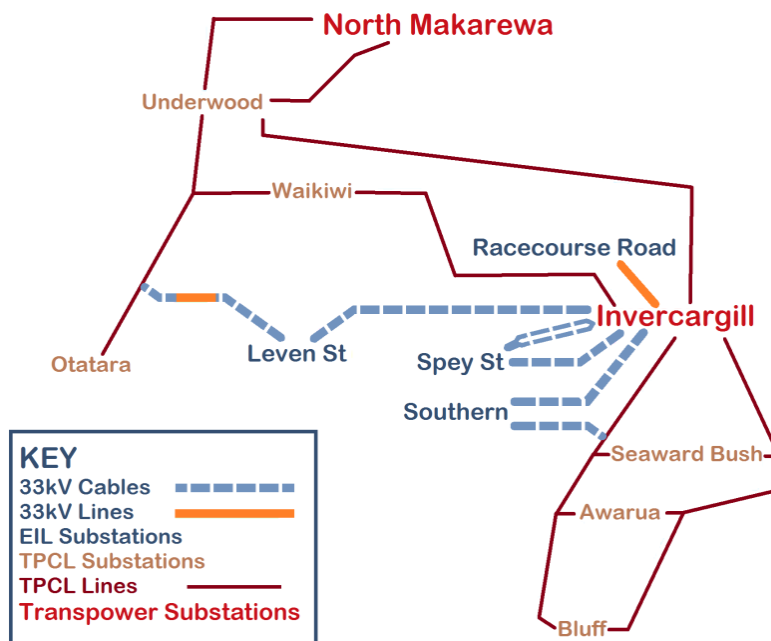 North Makarewa
Underwood
Waikiwi
Racecourse Road
Invercargill
Leven St
Otatara
Spey St
Southern
Seaward Bush
Awarua
Bluff
KEY
33kV Cables
33kV Lines
EIL Substations
TPCL Substations
TPCL Lines
Transpower Substations